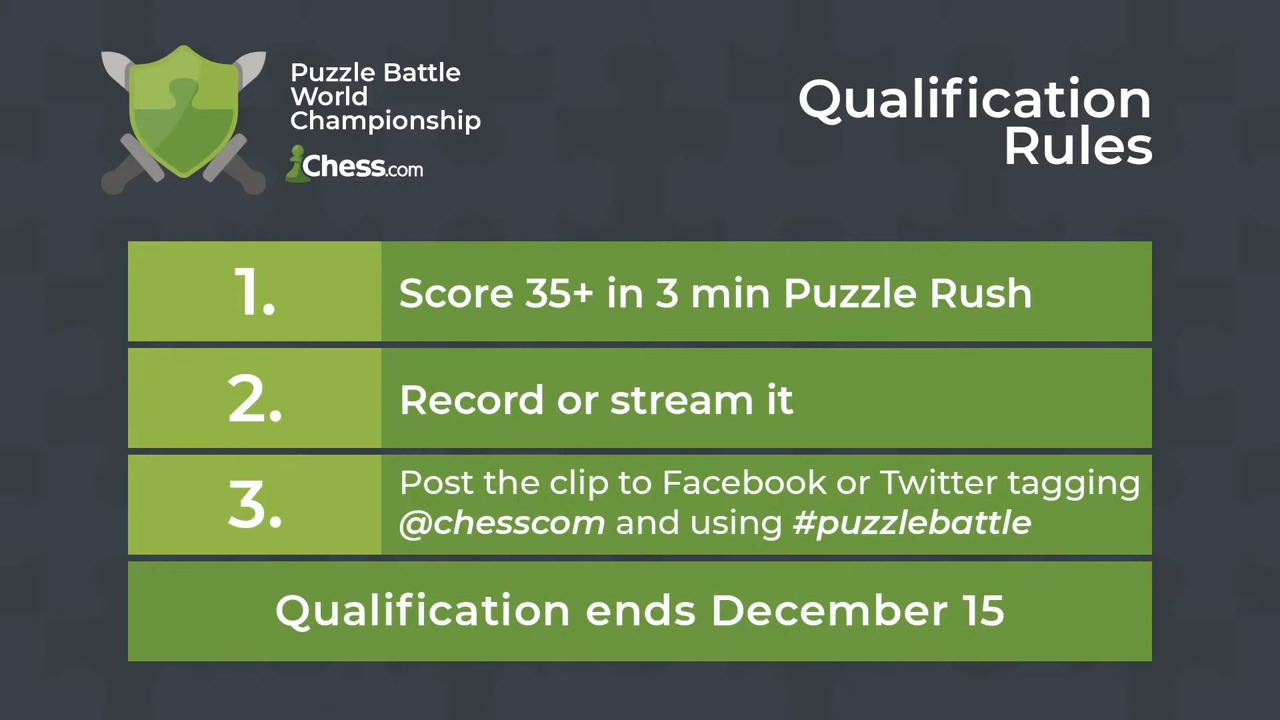 Puzzle Battle
World
Championship
Chess.com
Qualification
Rules
1.
Score 35+ in 3 min Puzzle Rush
2.
Record or stream it
3.
Post the clip to Facebook or Twitter tagging
@chesscom and using #puzzlebattle
Qualification ends December 15